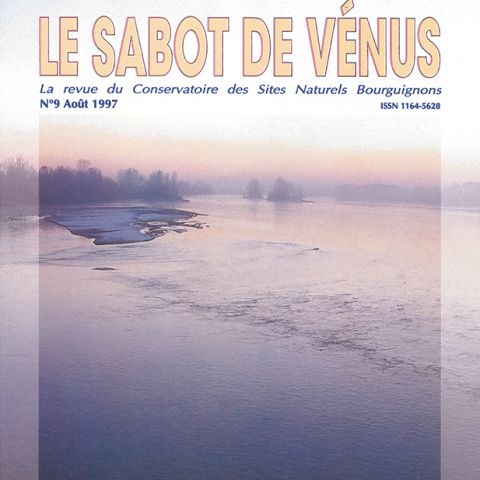 LE SABOT DE VÉNUS
La revue du Conservatoire des Sites Naturels Bourguignons
N°9 Août 1997 ISSN 1164-5628